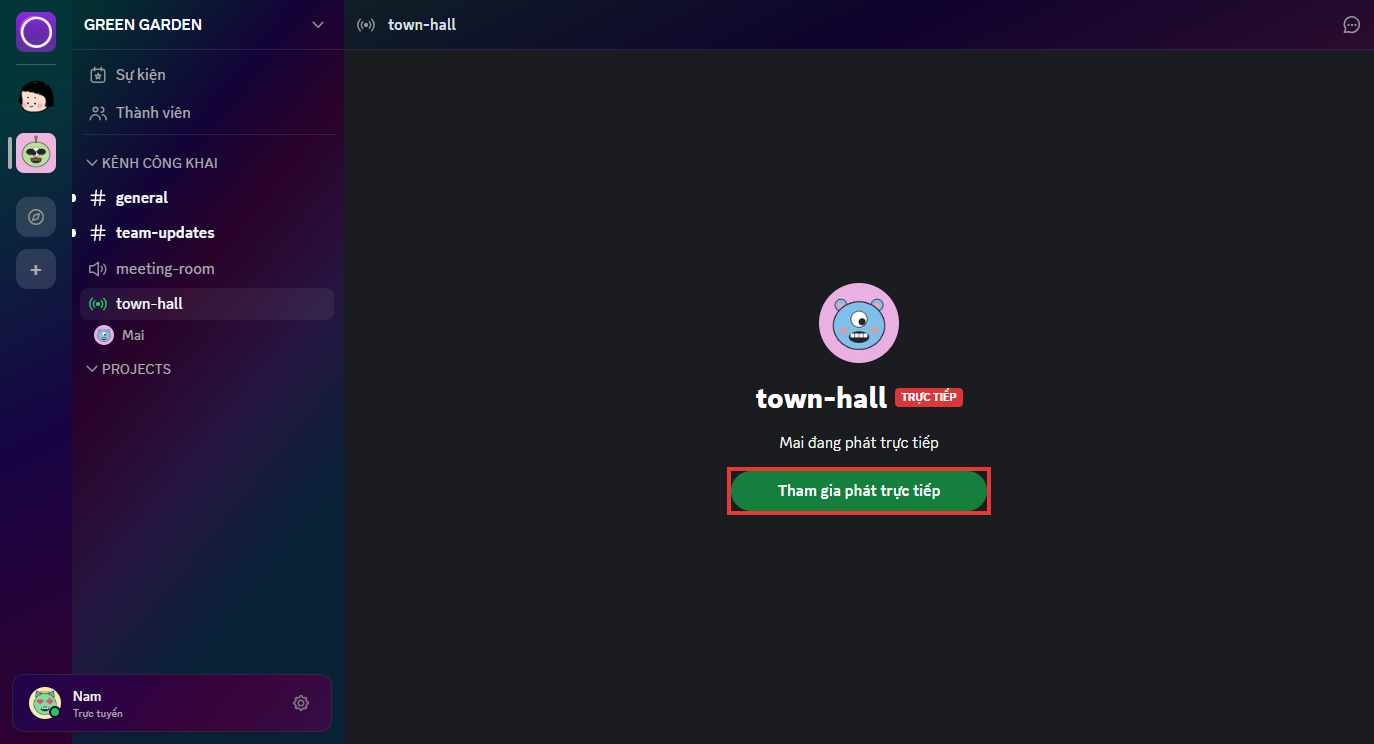 GREEN GARDEN
town-hall
Sự kiện
Thành viên
KÊNH CÔNG KHAI
general
team-updates
meeting-room
town-hall
Mai
PROJECTS
town-hall TRỰC TIẾP
Mai đang phát trực tiếp
Tham gia phát trực tiếp
Nam
Trực tuyến